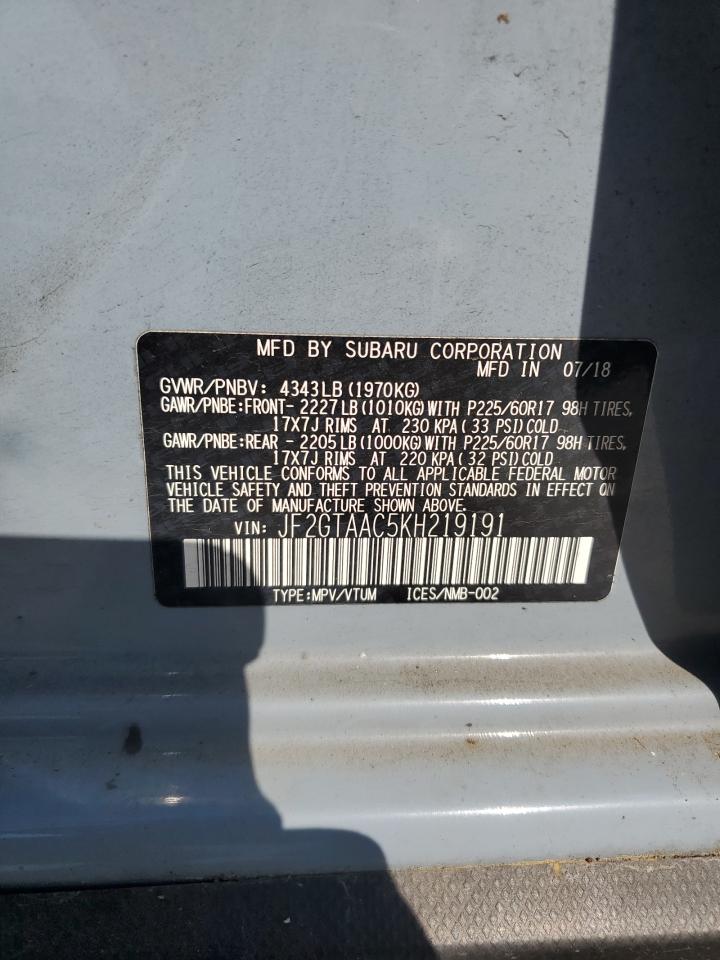 MFD BY SUBARU CORPORATION
MFD IN 07/18
GVWR/PNBV: 4343LB (1970KG)
GAWR/PNBE:FRONT- 2227LB (1010KG) WITH P225/60R17 98H TIRES,
17X7J RIMS AT 230 KPA ( 33 PSI) COLD
GAWR/PNBE:REAR - 2205LB (1000KG) WITH P225/60R17 98H TIRES,
17X7J RIMS AT 220 KPA ( 32 PSI) COLD
THIS VEHICLE CONFORMS TO ALL APPLICABLE FEDERAL MOTOR
VEHICLE SAFETY AND THEFT PREVENTION STANDARDS IN EFFECT ON
THE DATE OF MANUFACTURE SHOWN ABOVE.
VIN: JF2GTAAC5KH219191
TYPE:MPV/VTUM ICES/NMB-002